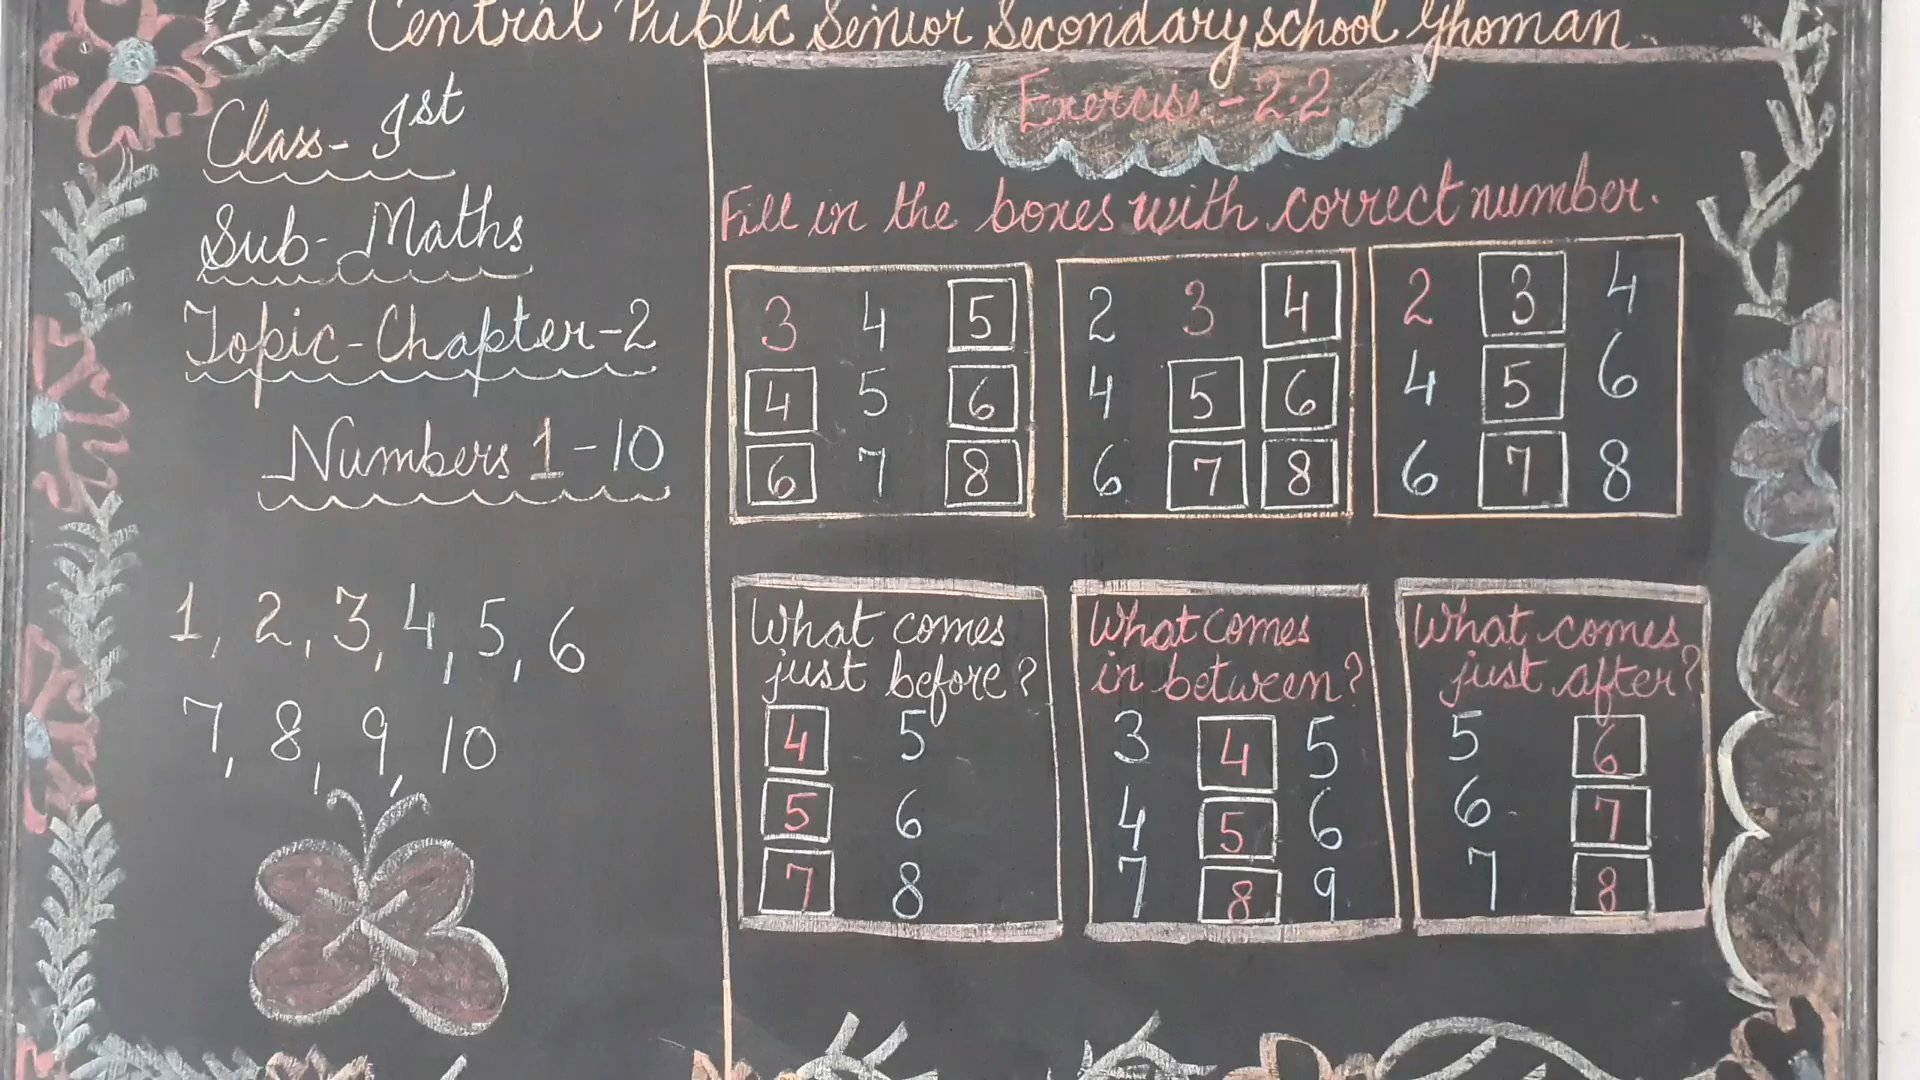 Central Public Senior Secondary school Ghoman
Class- Ist
Sub- Maths
Topic-Chapter-2
Numbers 1-10
1, 2, 3, 4, 5, 6
7, 8, 9, 10
Exercise-2.2
Fill in the boxes with correct number.
3 4 5
4 5 6
6 7 8
2 3 4
4 5 6
6 7 8
2 3 4
4 5 6
6 7 8
What comes
just before?
4 5
5 6
7 8
What comes
in between?
3 4 5
4 5 6
7 8 9
What comes
just after?
5 6
6 7
7 8